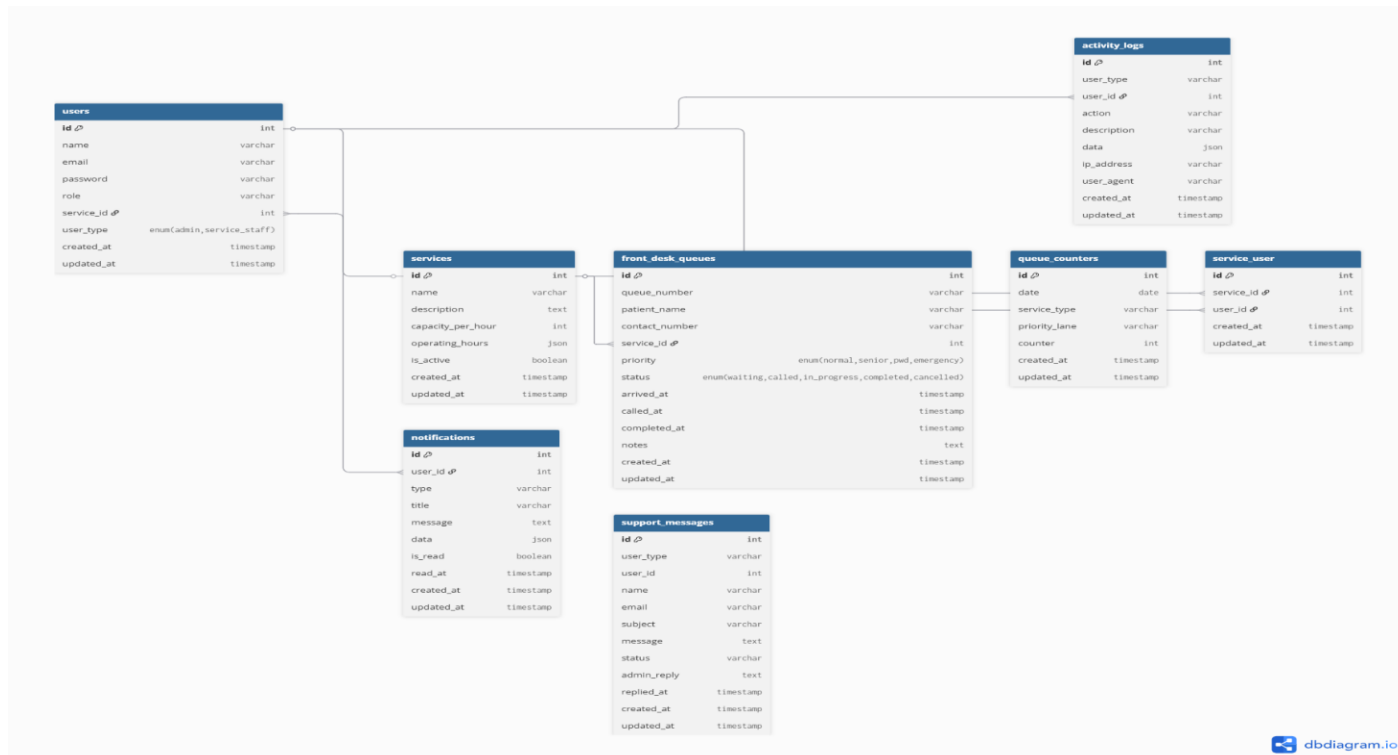 activity_logs
id int
user_type varchar
user_id int
action varchar
description varchar
data json
ip_address varchar
user_agent varchar
created_at timestamp
updated_at timestamp
users
id int
name varchar
email varchar
password varchar
role varchar
service_id int
user_type enum(admin,service_staff)
created_at timestamp
updated_at timestamp
services
id int
name varchar
description text
capacity_per_hour int
operating_hours json
is_active boolean
created_at timestamp
updated_at timestamp
front_desk_queues
id int
queue_number varchar
patient_name varchar
contact_number varchar
service_id int
priority enum(normal,senior,pwd,emergency)
status enum(waiting,called,in_progress,completed,cancelled)
arrived_at timestamp
called_at timestamp
completed_at timestamp
notes text
created_at timestamp
updated_at timestamp
queue_counters
id int
date date
service_type varchar
priority_lane varchar
counter int
created_at timestamp
updated_at timestamp
service_user
id int
service_id int
user_id int
created_at timestamp
updated_at timestamp
notifications
id int
user_id int
type varchar
title varchar
message text
data json
is_read boolean
read_at timestamp
created_at timestamp
updated_at timestamp
support_messages
id int
user_type varchar
user_id int
name varchar
email varchar
subject varchar
message text
status varchar
admin_reply text
replied_at timestamp
created_at timestamp
updated_at timestamp
dbdiagram.io